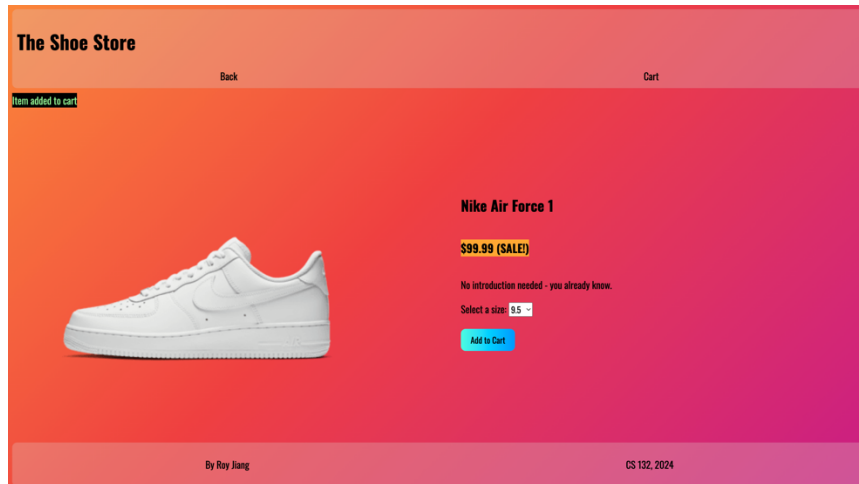 The Shoe Store
Back Cart
Item added to cart
Nike Air Force 1
$99.99 (SALE!)
No introduction needed - you already know.
Select a size: 9.5
Add to Cart
By Roy Jiang CS 132, 2024